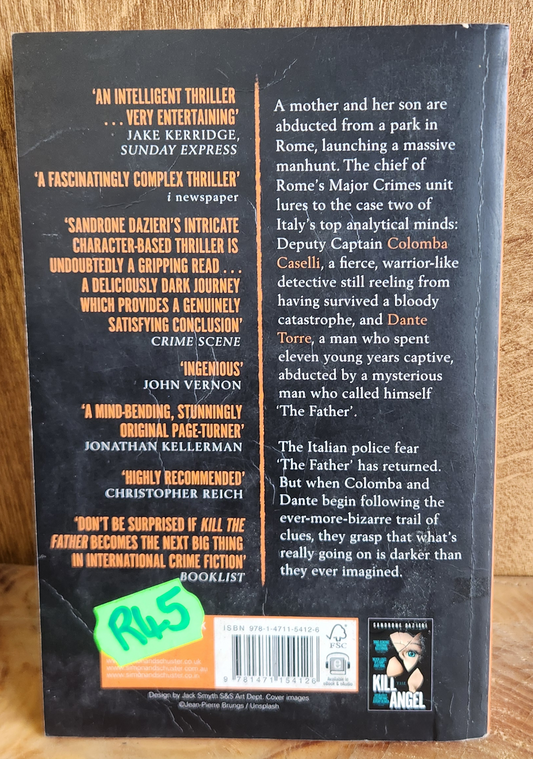 ‘AN INTELLIGENT THRILLER
. . . VERY ENTERTAINING’
JAKE KERRIDGE,
SUNDAY EXPRESS
‘A FASCINATINGLY COMPLEX THRILLER’
i newspaper
‘SANDRONE DAZIERI’S INTRICATE
CHARACTER-BASED THRILLER IS
UNDOUBTEDLY A GRIPPING READ . . .
A DELICIOUSLY DARK JOURNEY
WHICH PROVIDES A GENUINELY
SATISFYING CONCLUSION’
CRIME SCENE
‘INGENIOUS’
JOHN VERNON
‘A MIND-BENDING, STUNNINGLY
ORIGINAL PAGE-TURNER’
JONATHAN KELLERMAN
‘HIGHLY RECOMMENDED’
CHRISTOPHER REICH
‘DON’T BE SURPRISED IF KILL THE
FATHER BECOMES THE NEXT BIG THING
IN INTERNATIONAL CRIME FICTION’
BOOKLIST
A mother and her son are
abducted from a park in
Rome, launching a massive
manhunt. The chief of
Rome’s Major Crimes unit
lures to the case two of
Italy’s top analytical minds:
Deputy Captain Colomba
Caselli, a fierce, warrior-like
detective still reeling from
having survived a bloody
catastrophe, and Dante
Torre, a man who spent
eleven young years captive,
abducted by a mysterious
man who called himself
‘The Father’.
The Italian police fear
‘The Father’ has returned.
But when Colomba and
Dante begin following the
ever-more-bizarre trail of
clues, they grasp that what’s
really going on is darker than
they ever imagined.
R45
ISBN 978-1-4711-5412-6
9 781471 154126
FSC
SANDRONE DAZIERI
KILL
THE
ANGEL
Design by Jack Smyth S&S Art Dept. Cover images
©Jean-Pierre Brungs / Unsplash